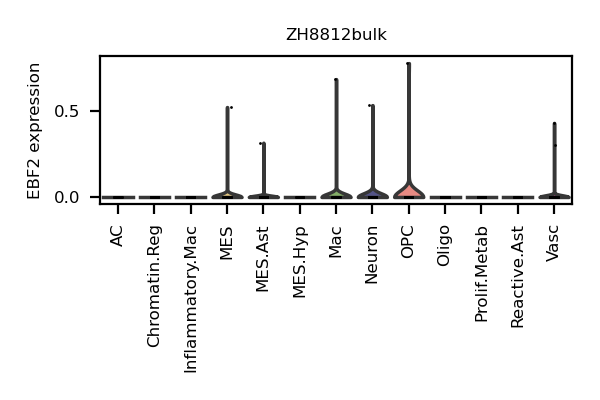 ZH8812bulk
EBF2 expression
0.5
0.0
AC
Chromatin.Reg
Inflammatory.Mac
MES
MES.Ast
MES.Hyp
Mac
Neuron
OPC
Oligo
Prolif.Metab
Reactive.Ast
Vasc